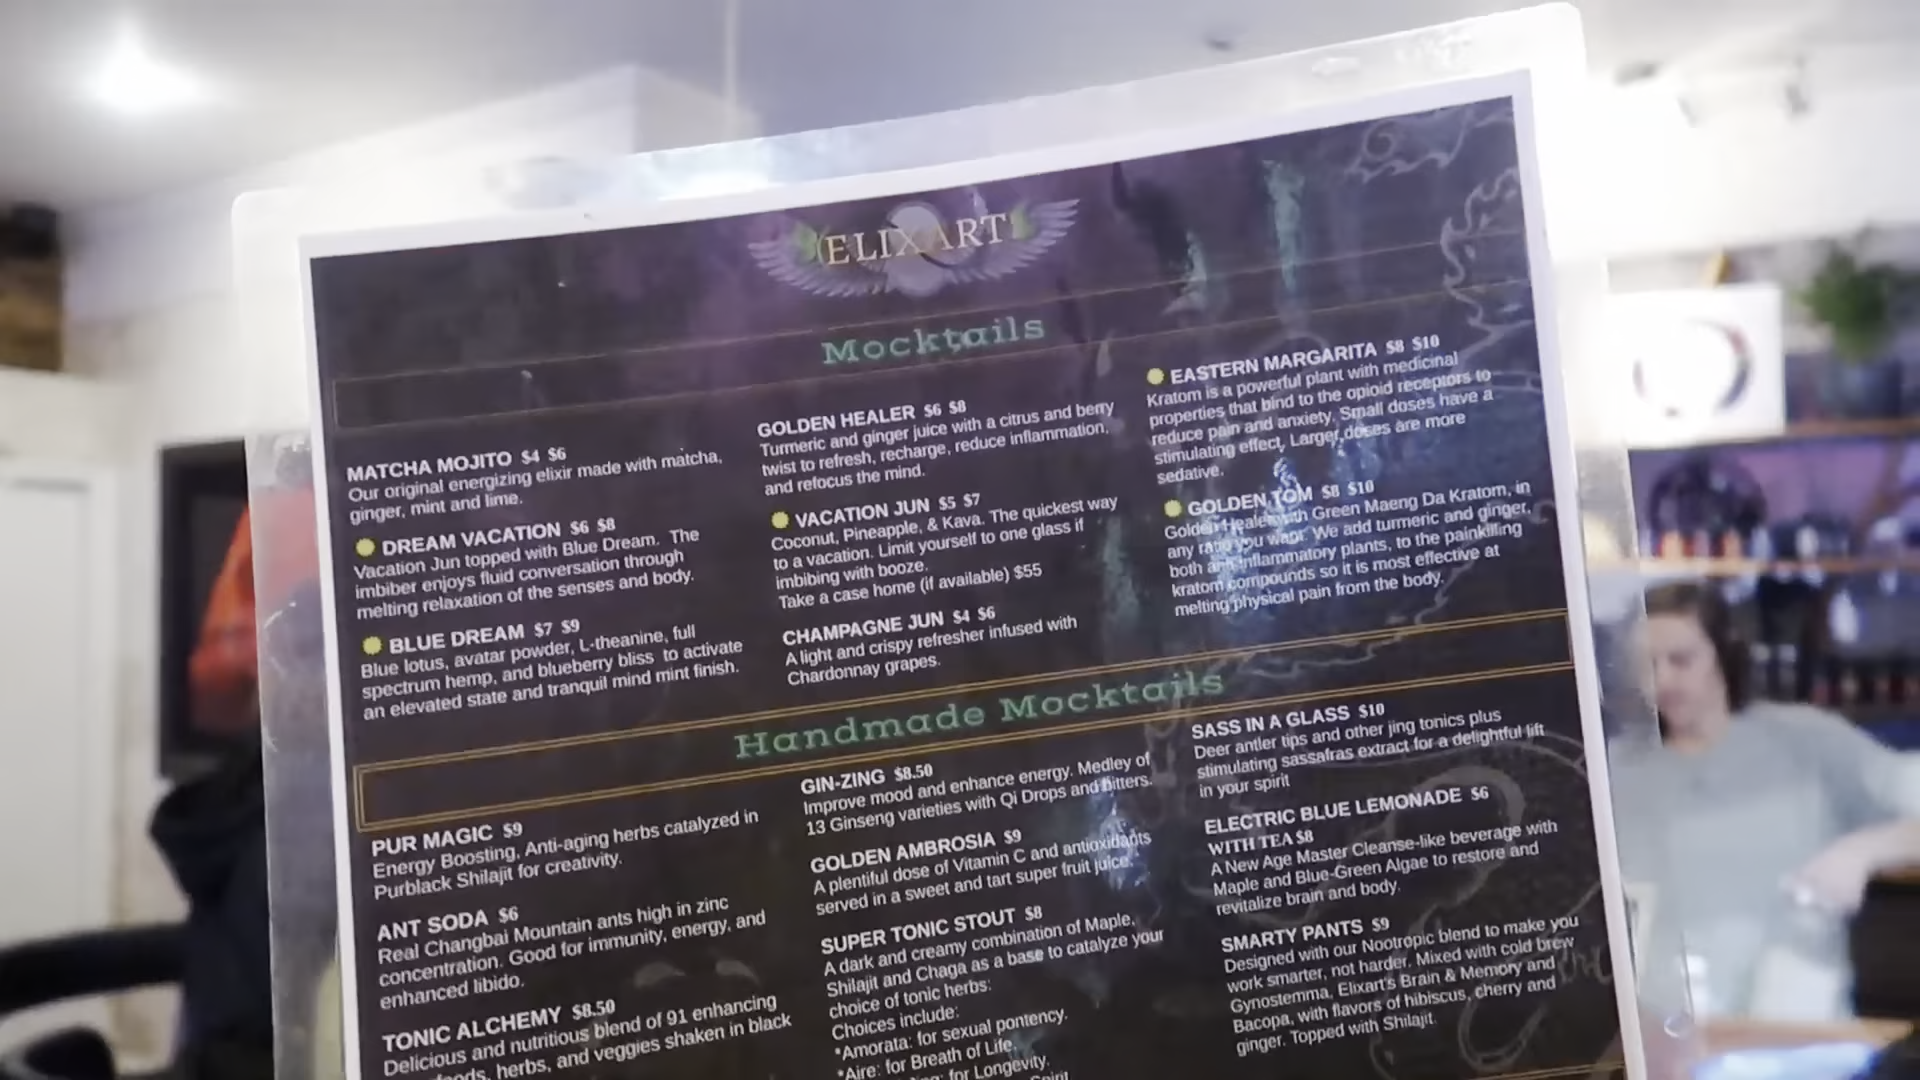 ELIXART
Mocktails
MATCHA MOJITO $4 $6
Our original energizing elixir made with matcha,
ginger, mint and lime.
DREAM VACATION $6 $8
Vacation Jun topped with Blue Dream. The
imbiber enjoys fluid conversation through
melting relaxation of the senses and body.
BLUE DREAM $7 $9
Blue lotus, avatar powder, L-theanine, full
spectrum hemp, and blueberry bliss to activate
an elevated state and tranquil mind mint finish.
GOLDEN HEALER $6 $8
Turmeric and ginger juice with a citrus and berry
twist to refresh, recharge, reduce inflammation,
and refocus the mind.
VACATION JUN $5 $7
Coconut, Pineapple, & Kava. The quickest way
to a vacation. Limit yourself to one glass if
imbibing with booze.
Take a case home (if available) $55
CHAMPAGNE JUN $4 $6
A light and crispy refresher infused with
Chardonnay grapes.
EASTERN MARGARITA $8 $10
Kratom is a powerful plant with medicinal
properties that bind to the opioid receptors to
reduce pain and anxiety. Small doses have a
stimulating effect, Larger doses are more
sedative.
GOLDEN TOM $8 $10
Golden Healer with Green Maeng Da Kratom, in
any ratio you want. We add turmeric and ginger,
both anti-inflammatory plants, to the painkilling
kratom compounds so it is most effective at
melting physical pain from the body.
Handmade Mocktails
PUR MAGIC $9
Energy Boosting, Anti-aging herbs catalyzed in
Purblack Shilajit for creativity.
ANT SODA $6
Real Changbai Mountain ants high in zinc
concentration. Good for immunity, energy, and
enhanced libido.
TONIC ALCHEMY $8.50
Delicious and nutritious blend of 91 enhancing
herbs, and veggies shaken in black
GIN-ZING $8.50
Improve mood and enhance energy. Medley of
13 Ginseng varieties with Qi Drops and bitters.
GOLDEN AMBROSIA $9
A plentiful dose of Vitamin C and antioxidants
served in a sweet and tart super fruit juice.
SUPER TONIC STOUT $8
A dark and creamy combination of Maple,
Shilajit and Chaga as a base to catalyze your
choice of tonic herbs:
Choices include:
*Amorata: for sexual pontency.
*Aire: for Breath of Life.
for Longevity.
SASS IN A GLASS $10
Deer antler tips and other jing tonics plus
stimulating sassafras extract for a delightful lift
in your spirit
ELECTRIC BLUE LEMONADE $6
WITH TEA $8
A New Age Master Cleanse-like beverage with
Maple and Blue-Green Algae to restore and
revitalize brain and body.
SMARTY PANTS $9
Designed with our Nootropic blend to make you
work smarter, not harder. Mixed with cold brew
Gynostemma, Elixart's Brain & Memory and
Bacopa, with flavors of hibiscus, cherry and
ginger. Topped with Shilajit.